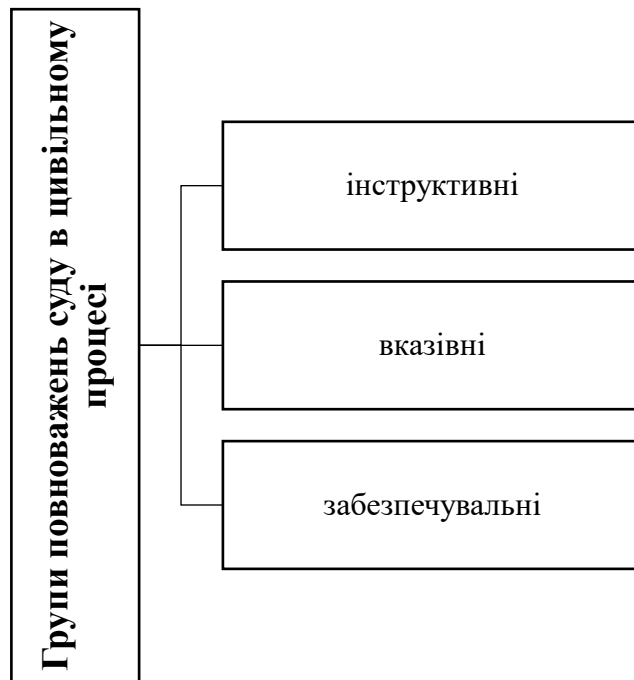 Групи повноважень суду в цивільному
процесі
інструктивні
вказівні
забезпечувальні